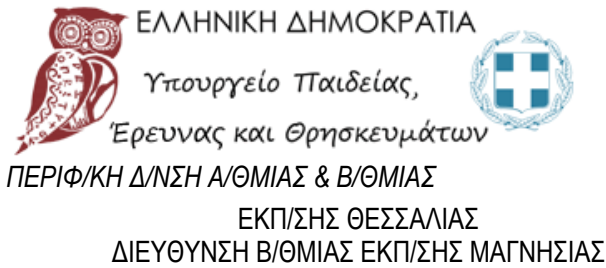 ΕΛΛΗΝΙΚΗ ΔΗΜΟΚΡΑΤΙΑ
Υπουργείο Παιδείας,
Έρευνας και Θρησκευμάτων
ΠΕΡΙΦ/ΚΗ Δ/ΝΣΗ Α/ΘΜΙΑΣ & Β/ΘΜΙΑΣ
ΕΚΠ/ΣΗΣ ΘΕΣΣΑΛΙΑΣ
ΔΙΕΥΘΥΝΣΗ Β/ΘΜΙΑΣ ΕΚΠ/ΣΗΣ ΜΑΓΝΗΣΙΑΣ